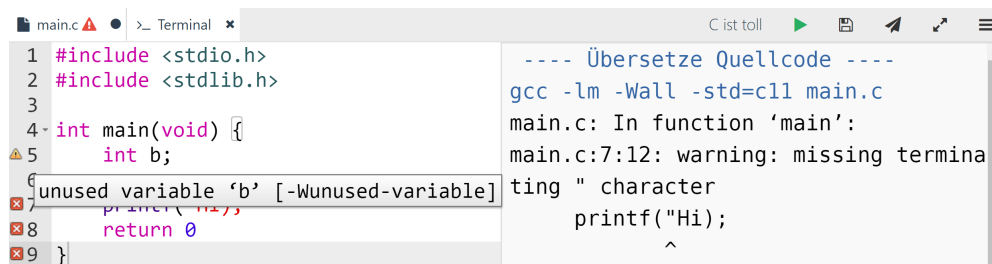 main.c >_ Terminal × C ist toll
1 #include <stdio.h>
2 #include <stdlib.h>
3
4 int main(void) {
5     int b;
unused variable ‘b’ [-Wunused-variable]
7     printf("Hi);
8     return 0
9 }
---- Übersetze Quellcode ----
gcc -lm -Wall -std=c11 main.c
main.c: In function ‘main’:
main.c:7:12: warning: missing termina
ting " character
printf("Hi);
^